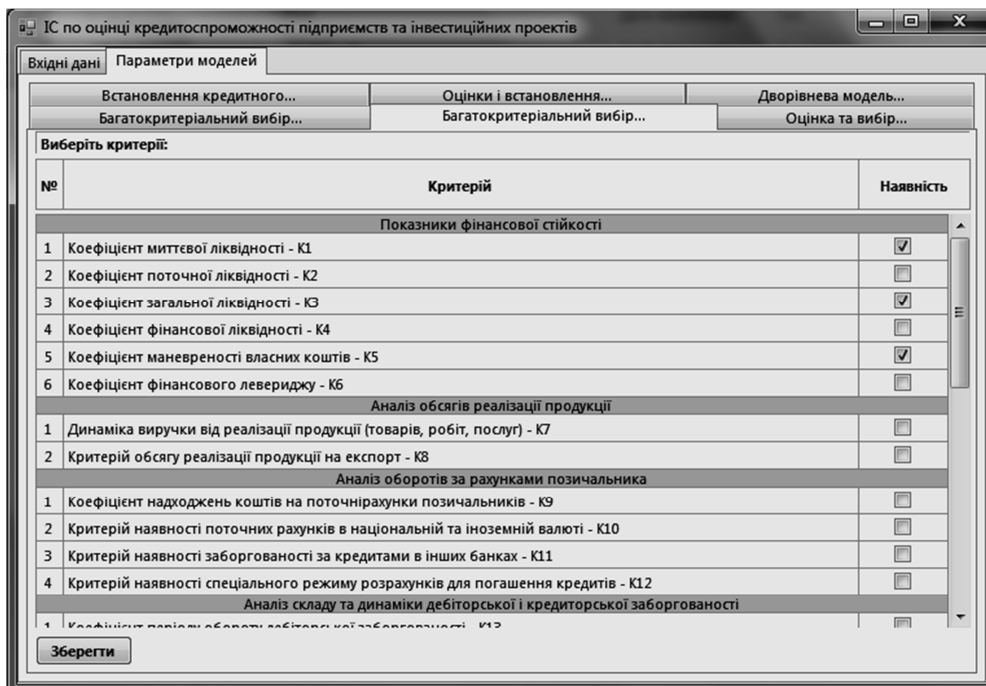 ІС по оцінці кредитоспроможності підприємств та інвестиційних проектів
Вхідні дані Параметри моделей
Встановлення кредитного... Оцінки і встановлення... Дворівнева модель...
Багатокритеріальний вибір... Багатокритеріальний вибір... Оцінка та вибір...
Виберіть критерії:
№ Критерій Наявність
Показники фінансової стійкості
1 Коефіцієнт миттєвої ліквідності - К1
2 Коефіцієнт поточної ліквідності - К2
3 Коефіцієнт загальної ліквідності - К3
4 Коефіцієнт фінансової ліквідності - К4
5 Коефіцієнт маневреності власних коштів - К5
6 Коефіцієнт фінансового левериджу - К6
Аналіз обсягів реалізації продукції
1 Динаміка виручки від реалізації продукції (товарів, робіт, послуг) - К7
2 Критерій обсягу реалізації продукції на експорт - К8
Аналіз оборотів за рахунками позичальника
1 Коефіцієнт надходжень коштів на поточнірахунки позичальників - К9
2 Критерій наявності поточних рахунків в національній та іноземній валюті - К10
3 Критерій наявності заборгованості за кредитами в інших банках - К11
4 Критерій наявності спеціального режиму розрахунків для погашення кредитів - К12
Аналіз складу та динаміки дебіторської і кредиторської заборгованості
1 Коефіцієнт періоду обороту дебіторської заборгованості - К13
Зберегти